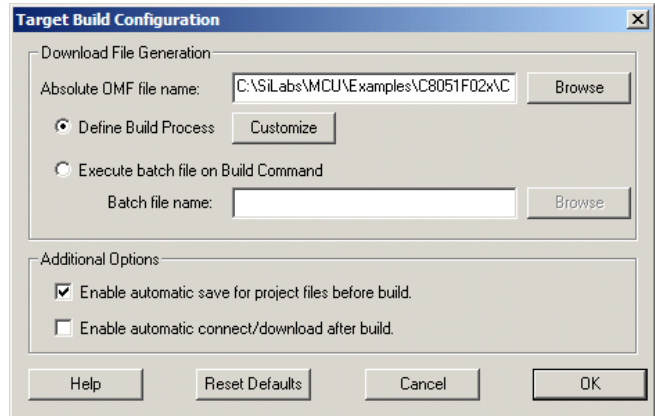 Target Build Configuration
Download File Generation
Absolute OMF file name: C:\SiLabs\MCU\Examples\C8051F02x\C Browse
Define Build Process Customize
Execute batch file on Build Command
Batch file name: Browse
Additional Options
Enable automatic save for project files before build.
Enable automatic connect/download after build.
Help Reset Defaults Cancel OK